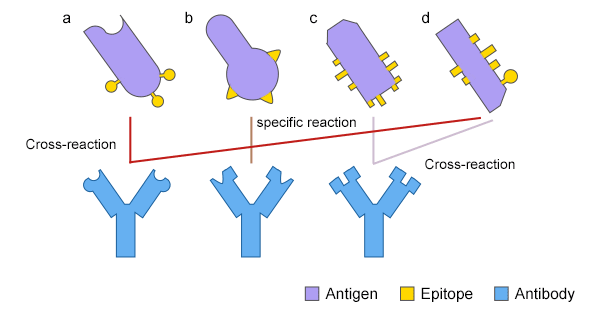 a
b
c
d
specific reaction
Cross-reaction
Cross-reaction
Antigen
Epitope
Antibody